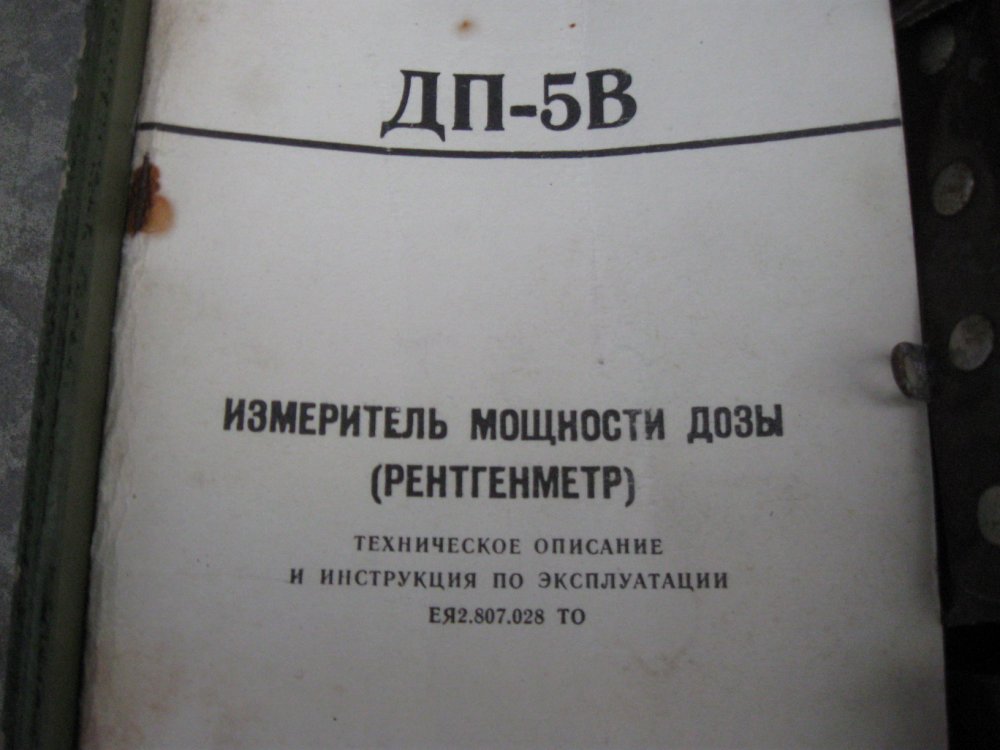 ДП-5В
ИЗМЕРИТЕЛЬ МОЩНОСТИ ДОЗЫ
(РЕНТГЕНМЕТР)
ТЕХНИЧЕСКОЕ ОПИСАНИЕ
И ИНСТРУКЦИЯ ПО ЭКСПЛУАТАЦИИ
ЕЯ2.807.028 ТО